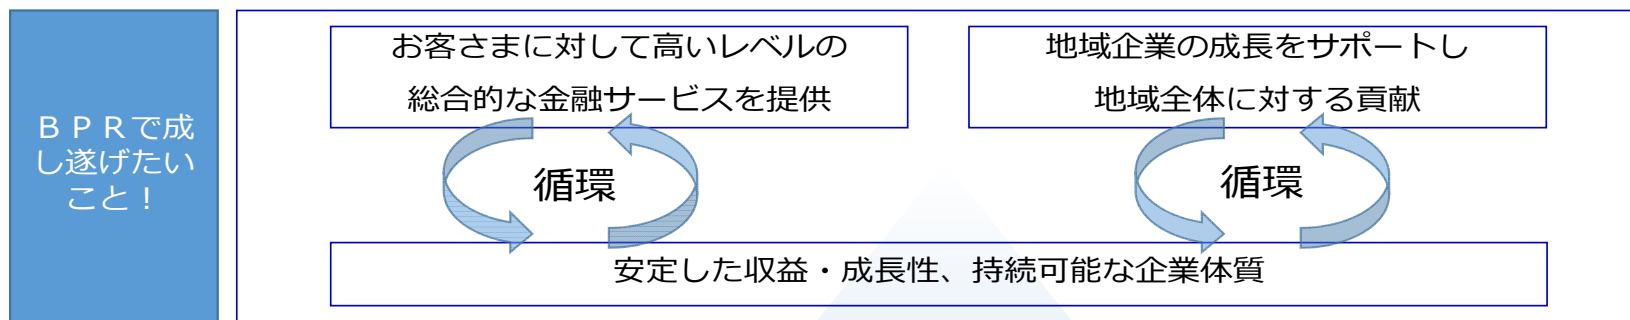 ＢＰＲで成
し遂げたい
こと！
お客さまに対して高いレベルの
総合的な金融サービスを提供
地域企業の成長をサポートし
地域全体に対する貢献
循環
循環
安定した収益・成長性、持続可能な企業体質